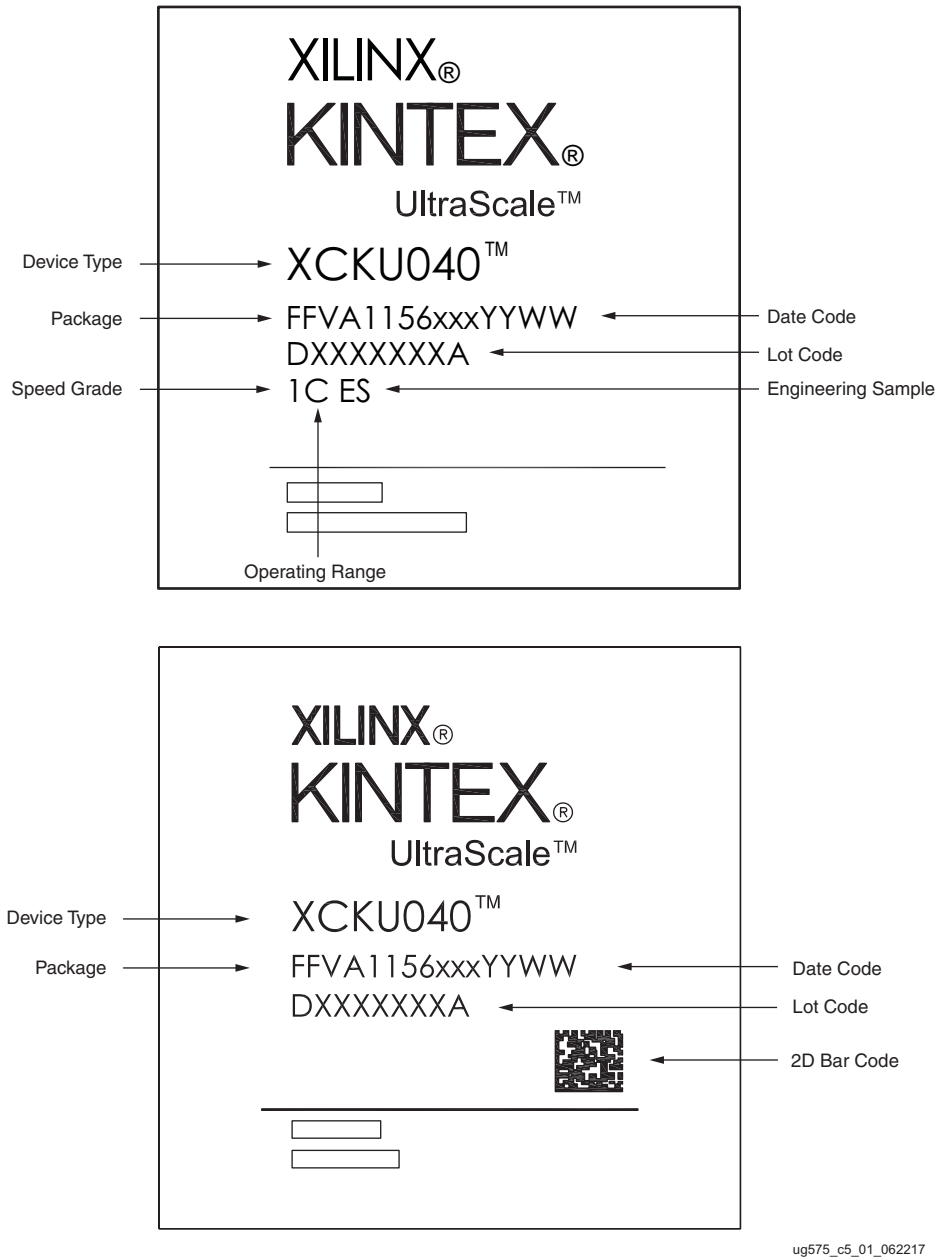 XILINX®
KINTEX®
UltraScale™
Device Type
XCKU040™
Package
FFVA1156xxxYYWW
Date Code
DXXXXXXXA
Lot Code
Speed Grade
1C ES
Engineering Sample
Operating Range
XILINX®
KINTEX®
UltraScale™
Device Type
XCKU040™
Package
FFVA1156xxxYYWW
Date Code
DXXXXXXXA
Lot Code
2D Bar Code
ug575_c5_01_062217